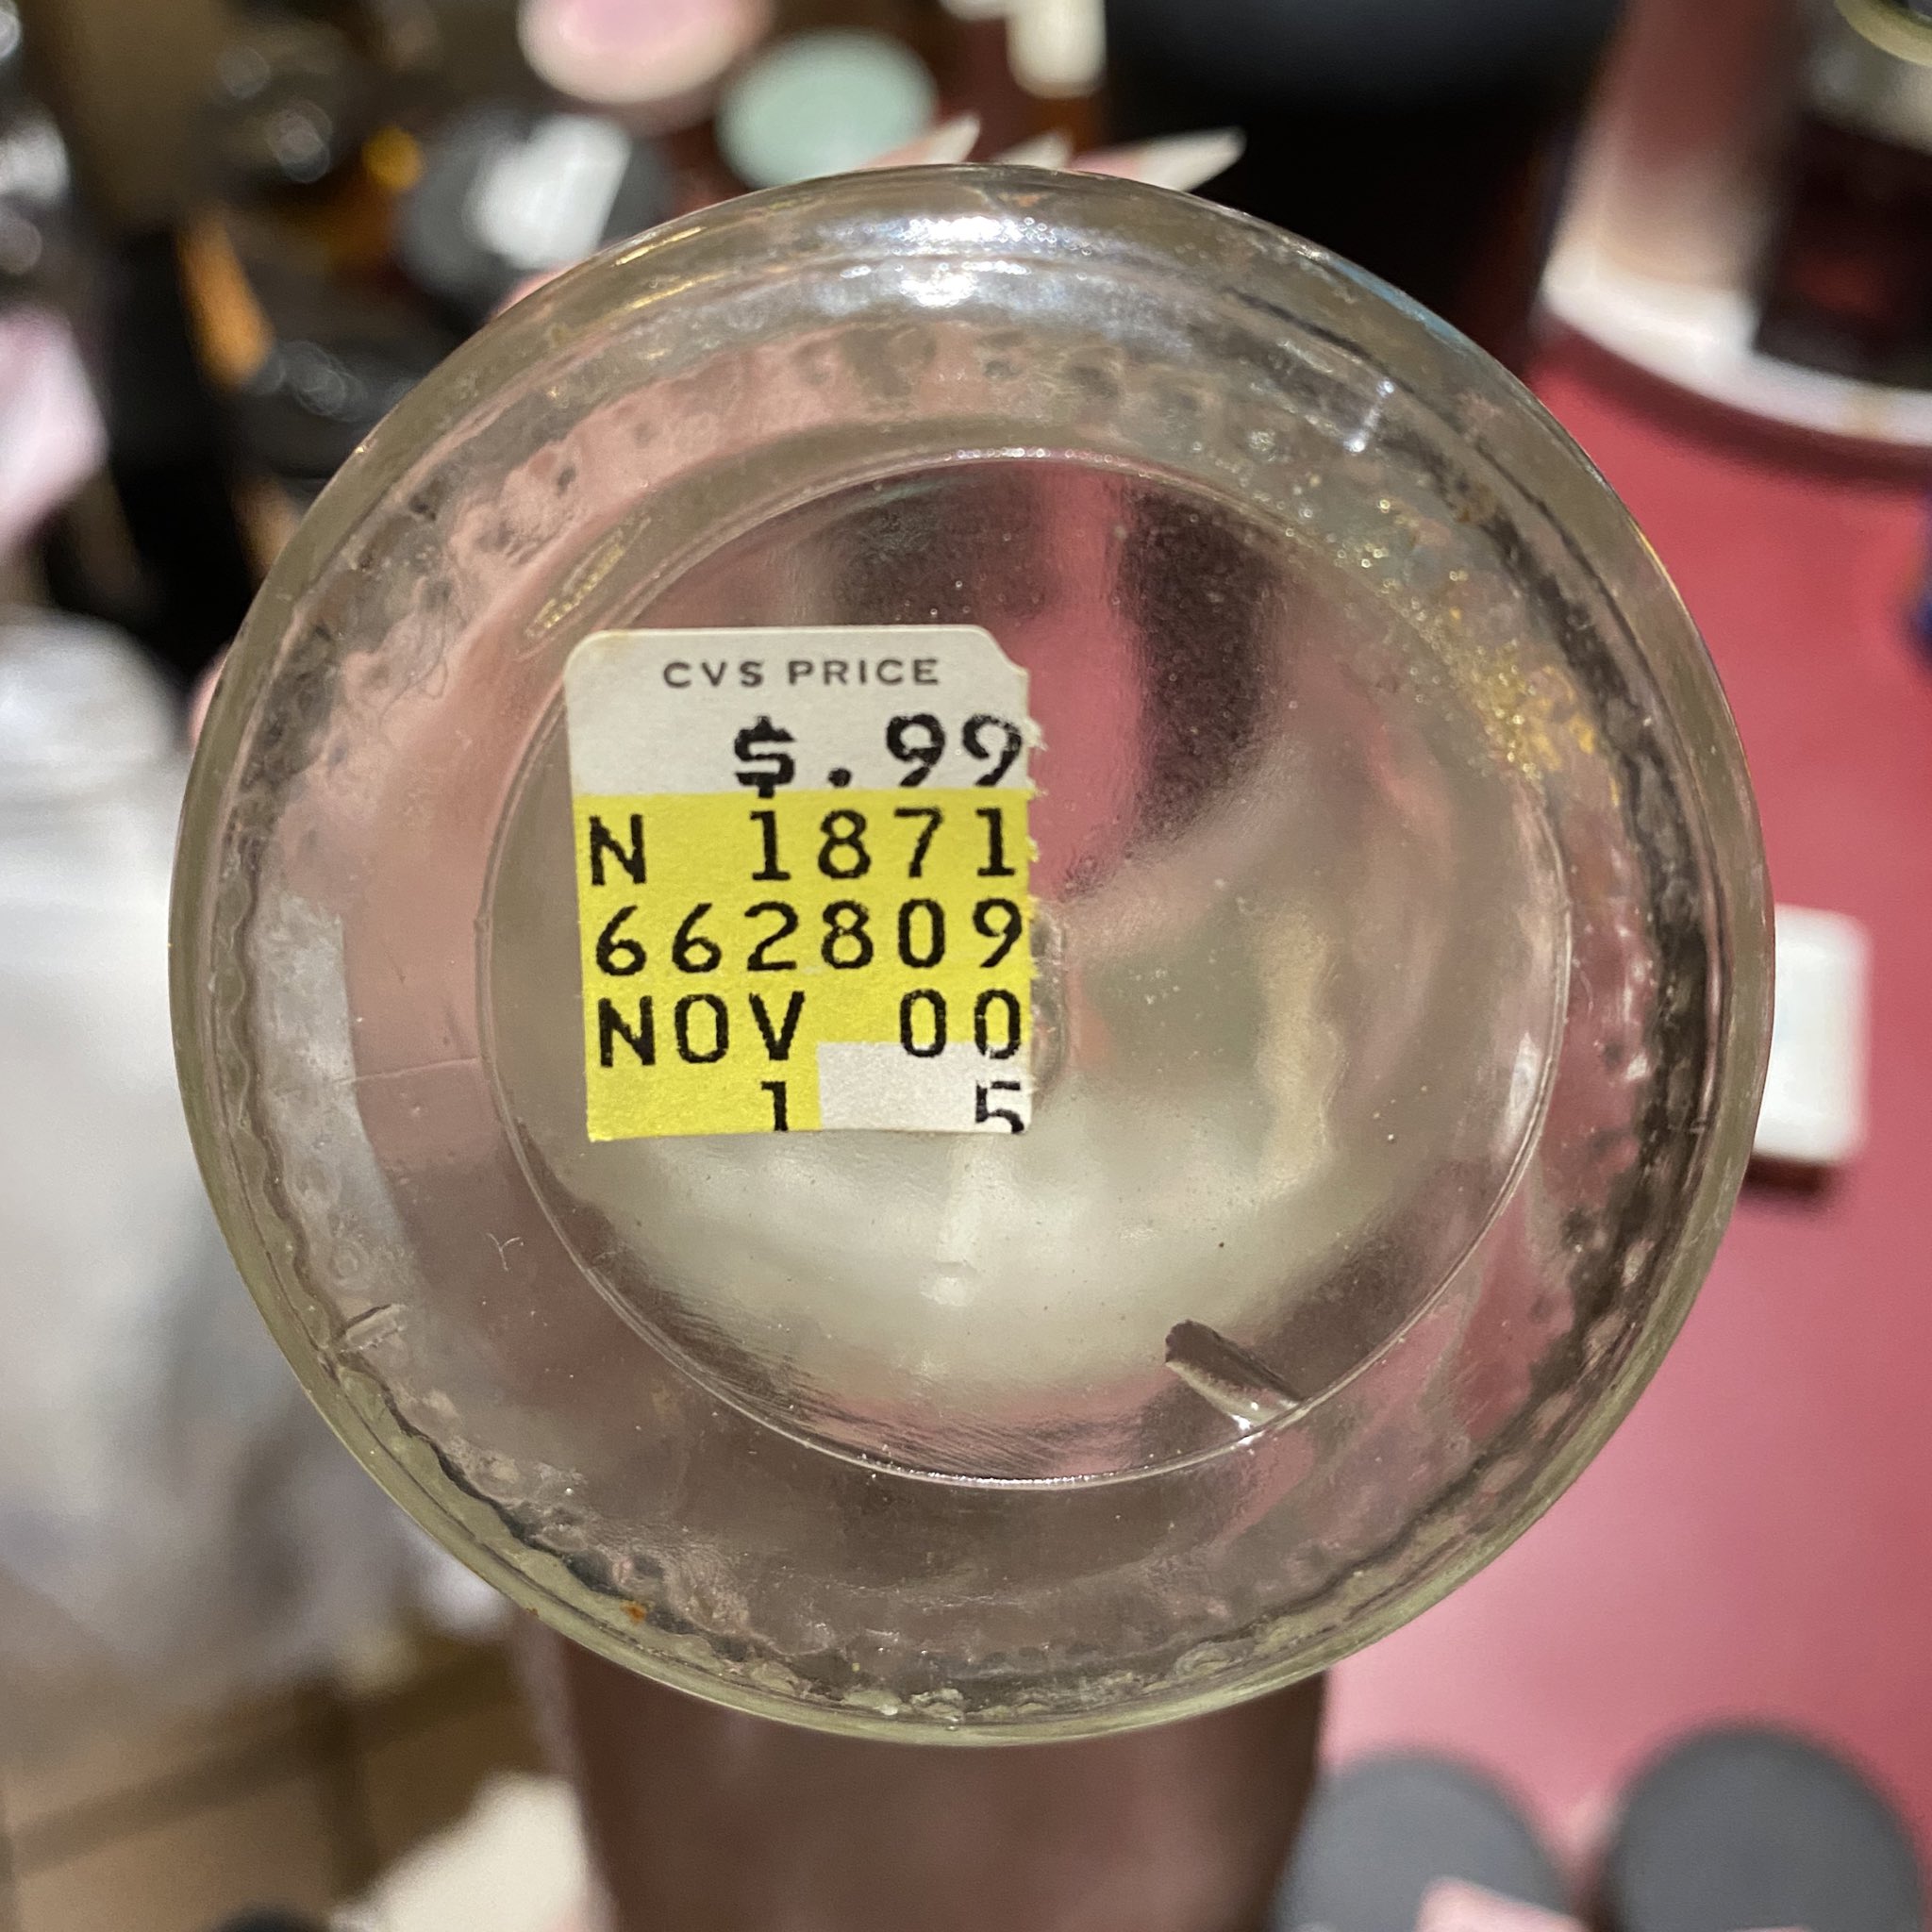 CVS PRICE
$.99
N 1871
662809
NOV 00
1 5